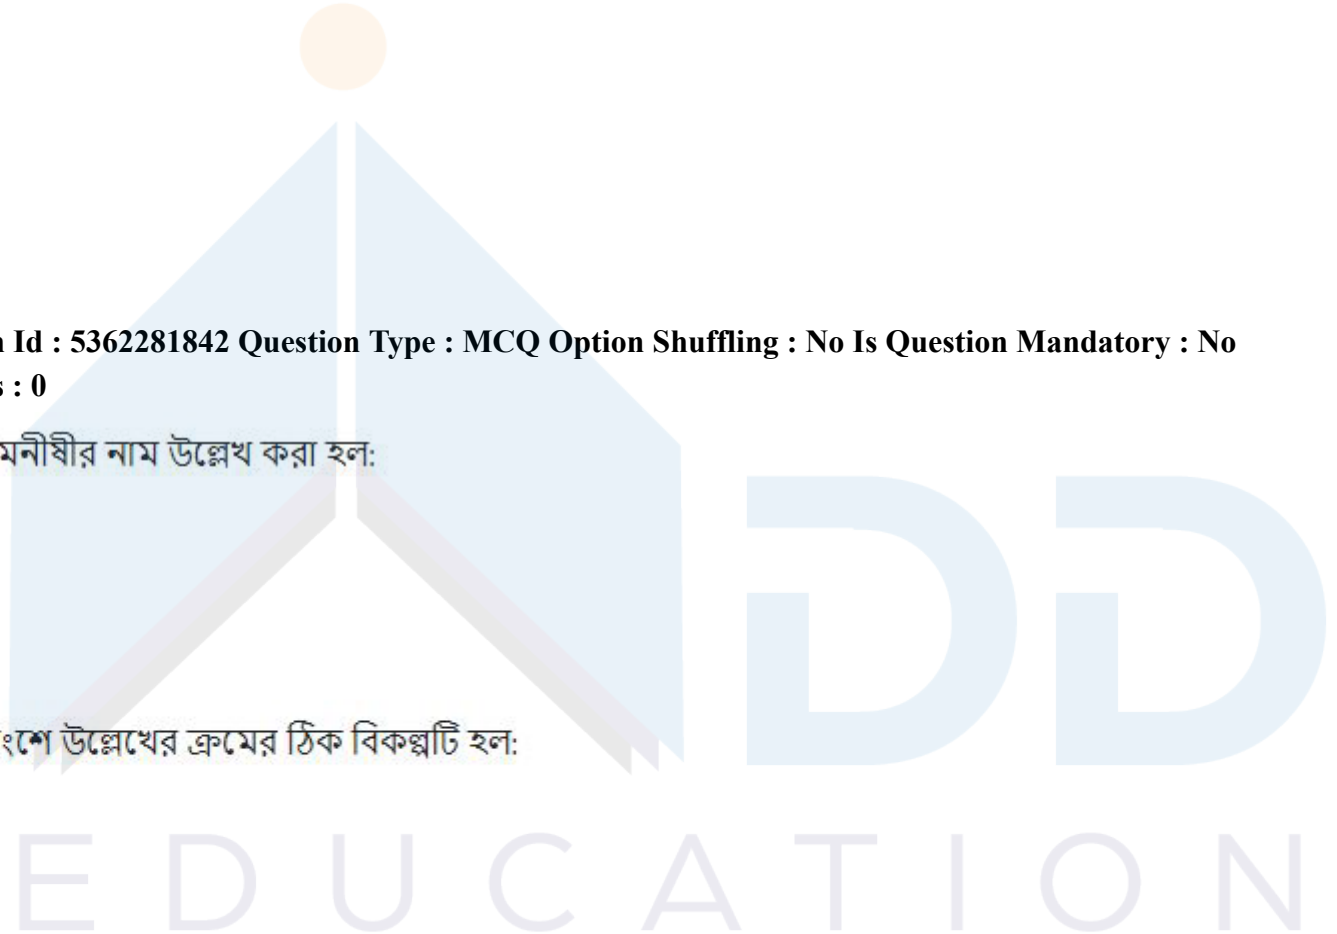 Id : 5362281842 Question Type : MCQ Option Shuffling : No Is Question Mandatory : No
: 0
মনীষীর নাম উল্লেখ করা হল:
উল্লেখের ক্রমের ঠিক বিকল্পটি হল:
DD
EDUCATION